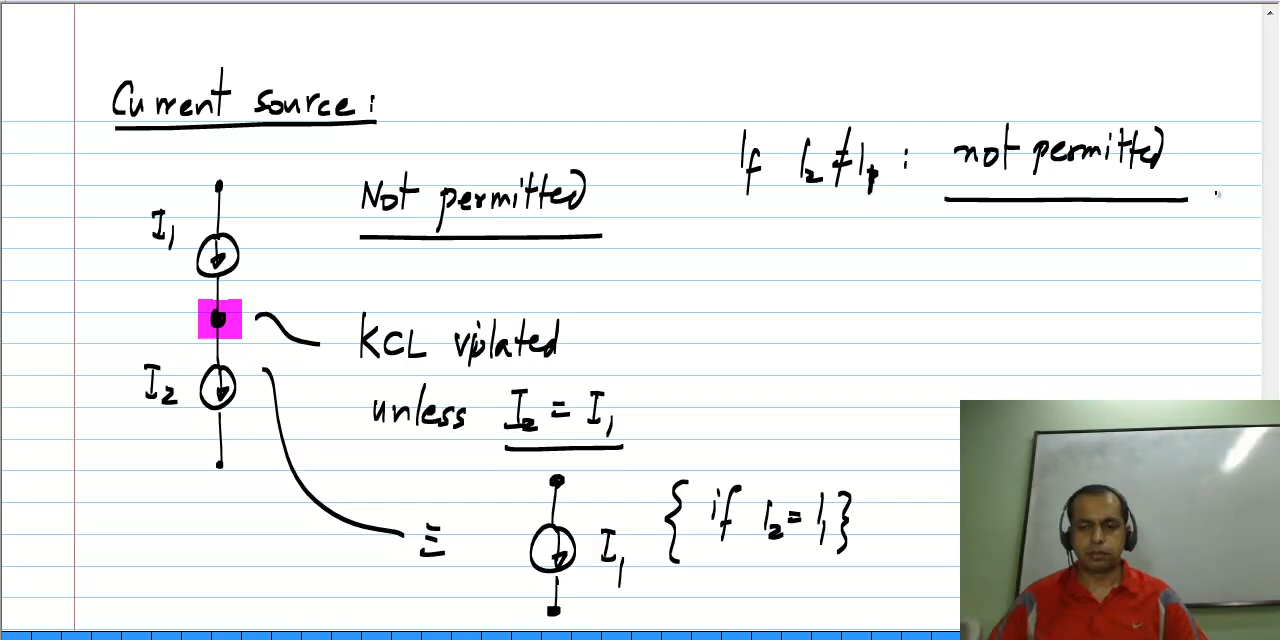 Current source:
If I₂ ≠ I₁ : not permitted
Not permitted
I₁
KCL violated
I₂
unless I₂ = I₁
≡ I₁ { if I₂ = I₁ }